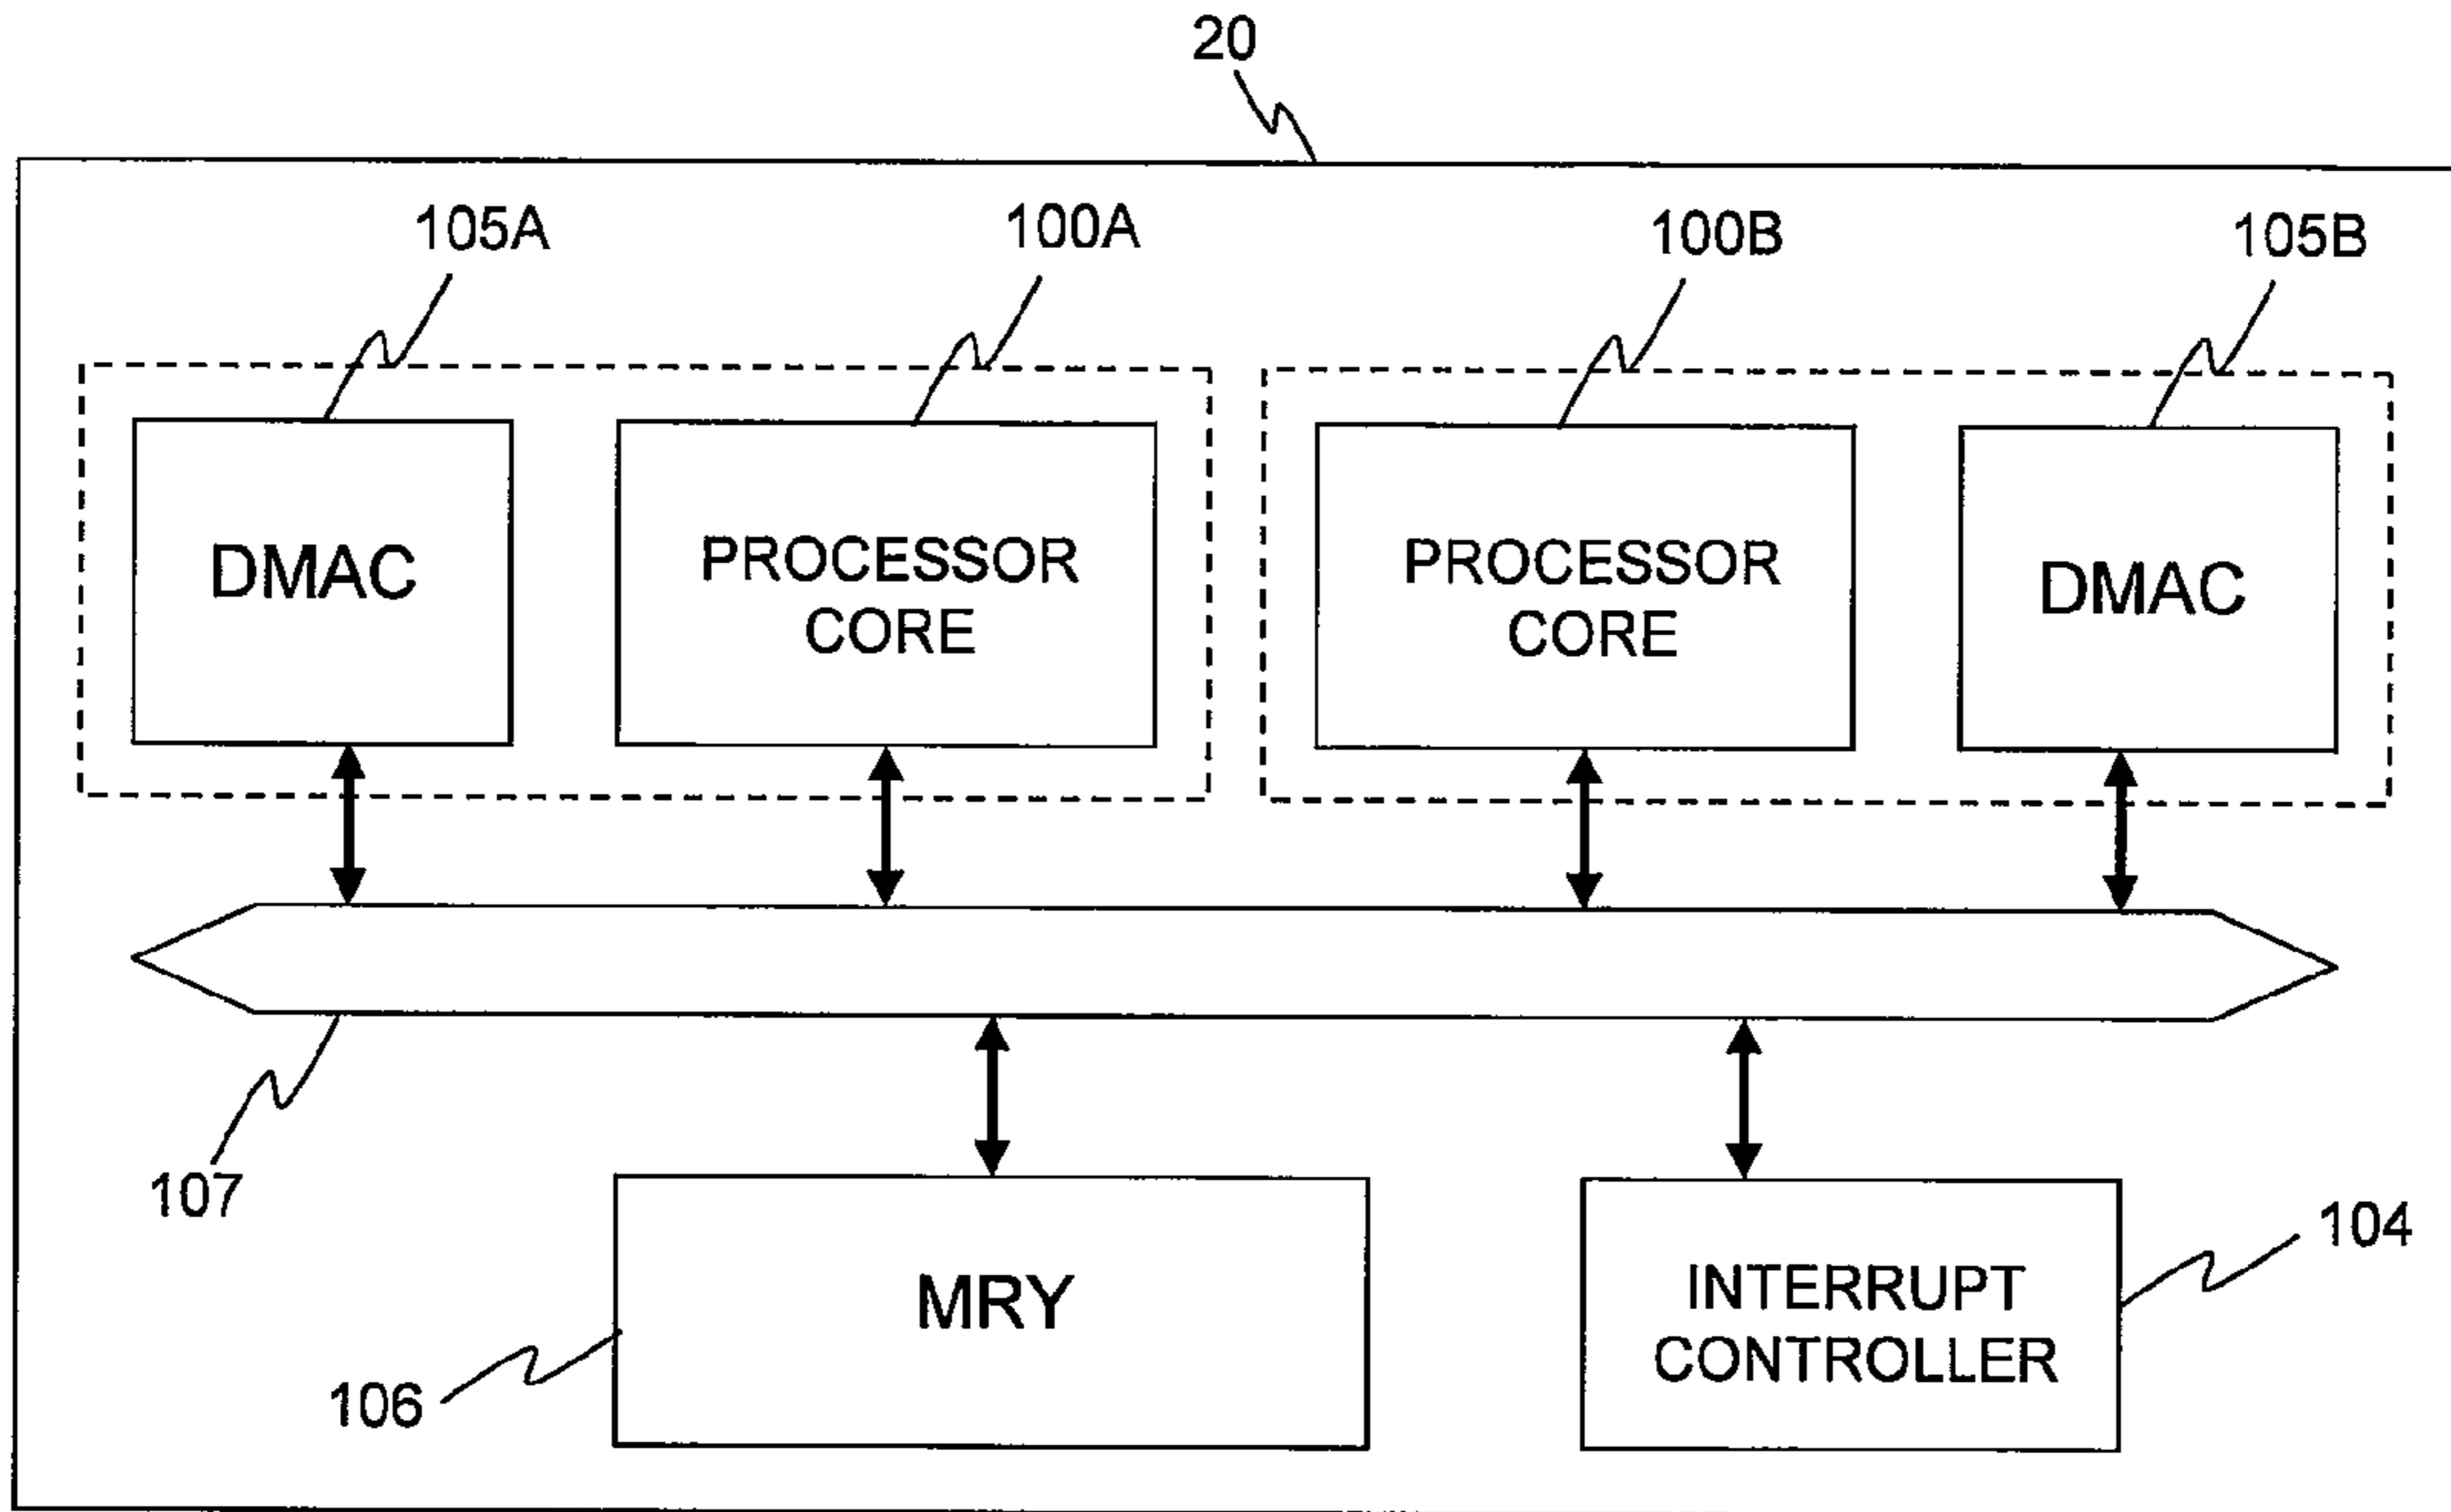 20
105A
100A
100B
105B
DMAC
PROCESSOR
CORE
PROCESSOR
CORE
DMAC
107
106
MRY
INTERRUPT
CONTROLLER
104